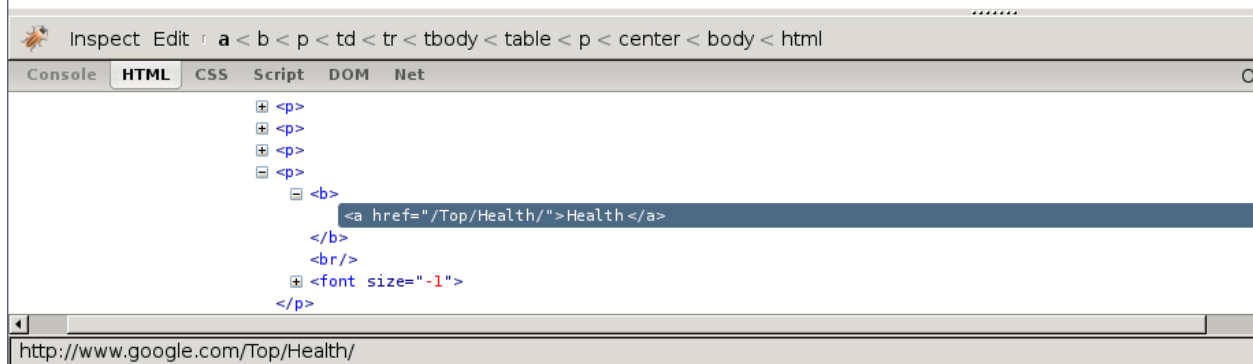 Inspect Edit a < b < p < td < tr < tbody < table < p < center < body < html
Console HTML CSS Script DOM Net
<p>
<p>
<p>
<p>
<b>
<a href="/Top/Health/">Health</a>
</b>
<br/>
<font size="-1">
</p>
http://www.google.com/Top/Health/